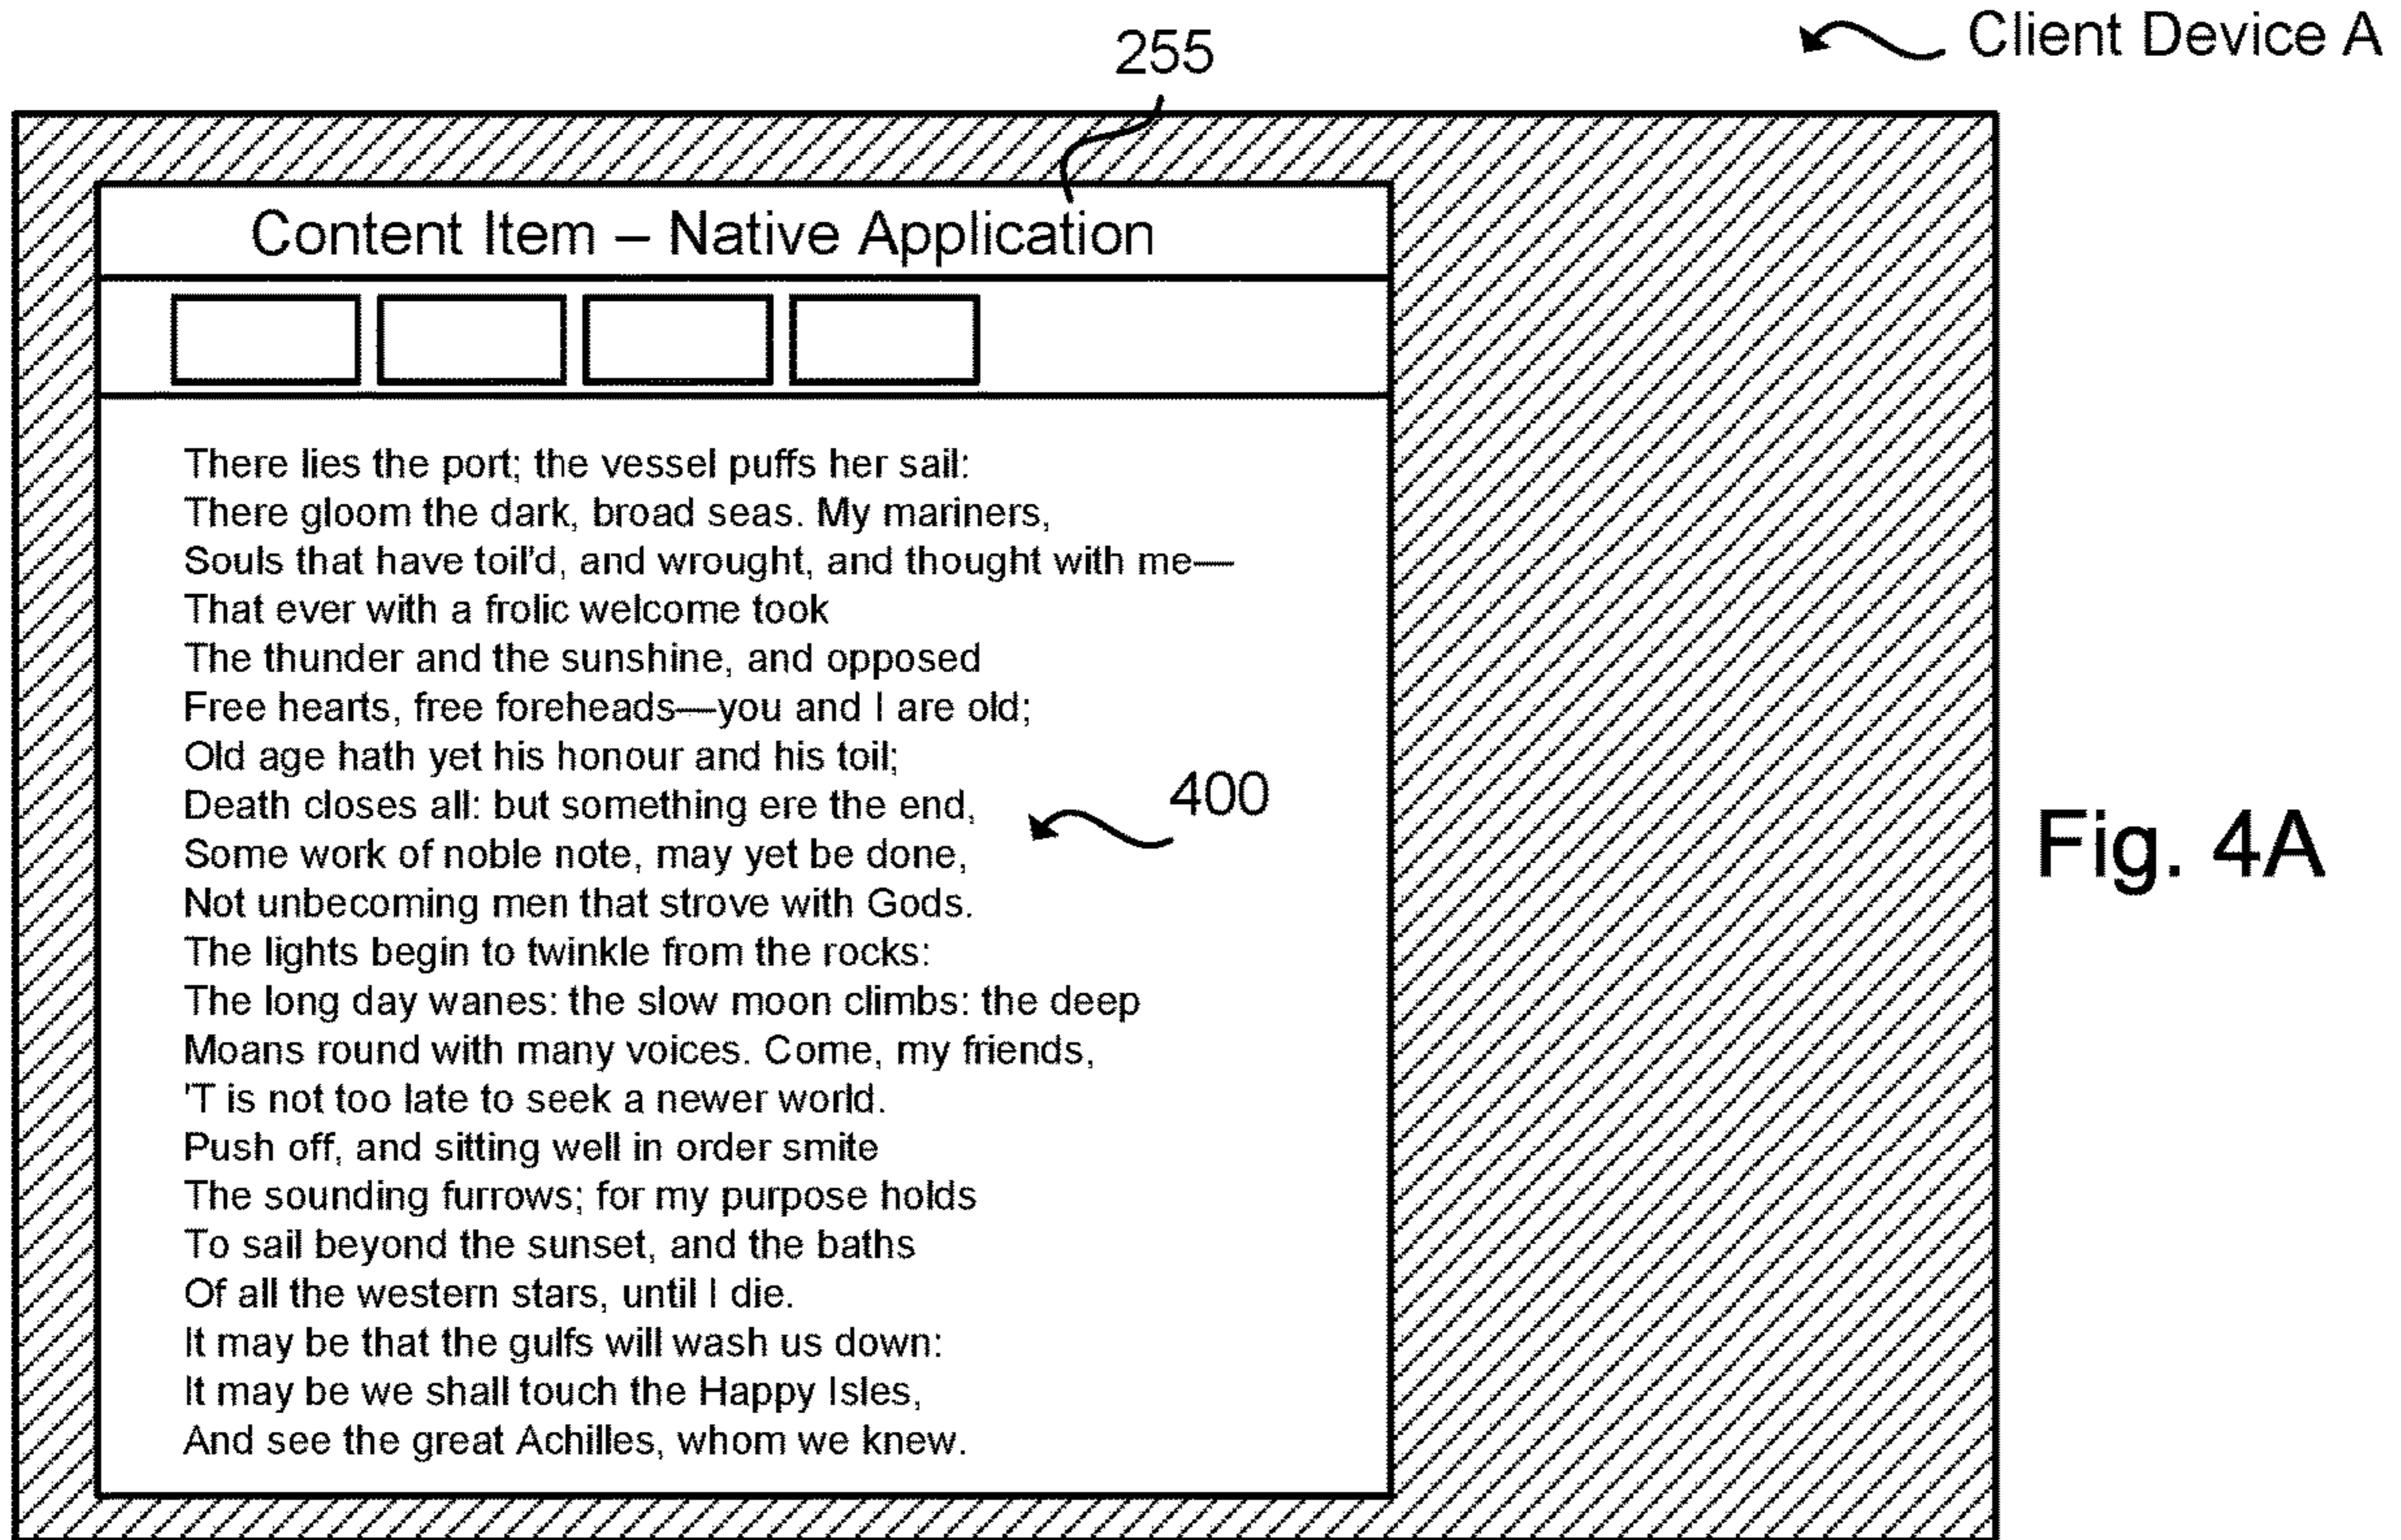 Client Device A
255
Content Item – Native Application
There lies the port; the vessel puffs her sail:
There gloom the dark, broad seas. My mariners,
Souls that have toil'd, and wrought, and thought with me—
That ever with a frolic welcome took
The thunder and the sunshine, and opposed
Free hearts, free foreheads—you and I are old;
Old age hath yet his honour and his toil;
Death closes all: but something ere the end,
400
Some work of noble note, may yet be done,
Not unbecoming men that strove with Gods.
The lights begin to twinkle from the rocks:
The long day wanes: the slow moon climbs: the deep
Moans round with many voices. Come, my friends,
'T is not too late to seek a newer world.
Push off, and sitting well in order smite
The sounding furrows; for my purpose holds
To sail beyond the sunset, and the baths
Of all the western stars, until I die.
It may be that the gulfs will wash us down:
It may be we shall touch the Happy Isles,
And see the great Achilles, whom we knew.
Fig. 4A